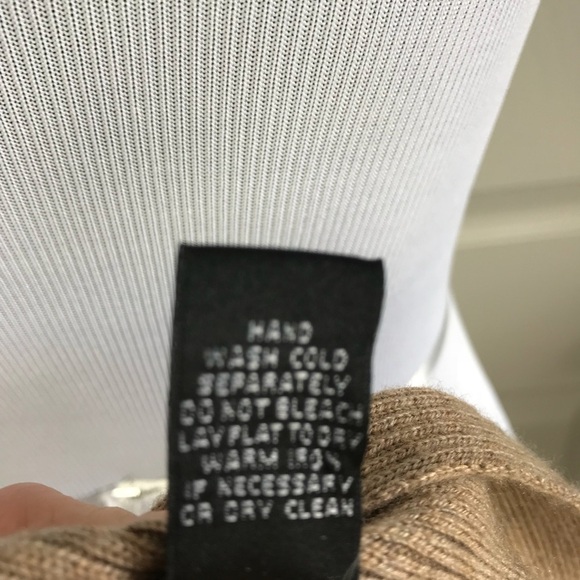 HAND
WASH COLD
SEPARATELY
DO NOT BLEACH
LAY FLAT TO DRY
WARM IRON
IF NECESSARY
OR DRY CLEAN